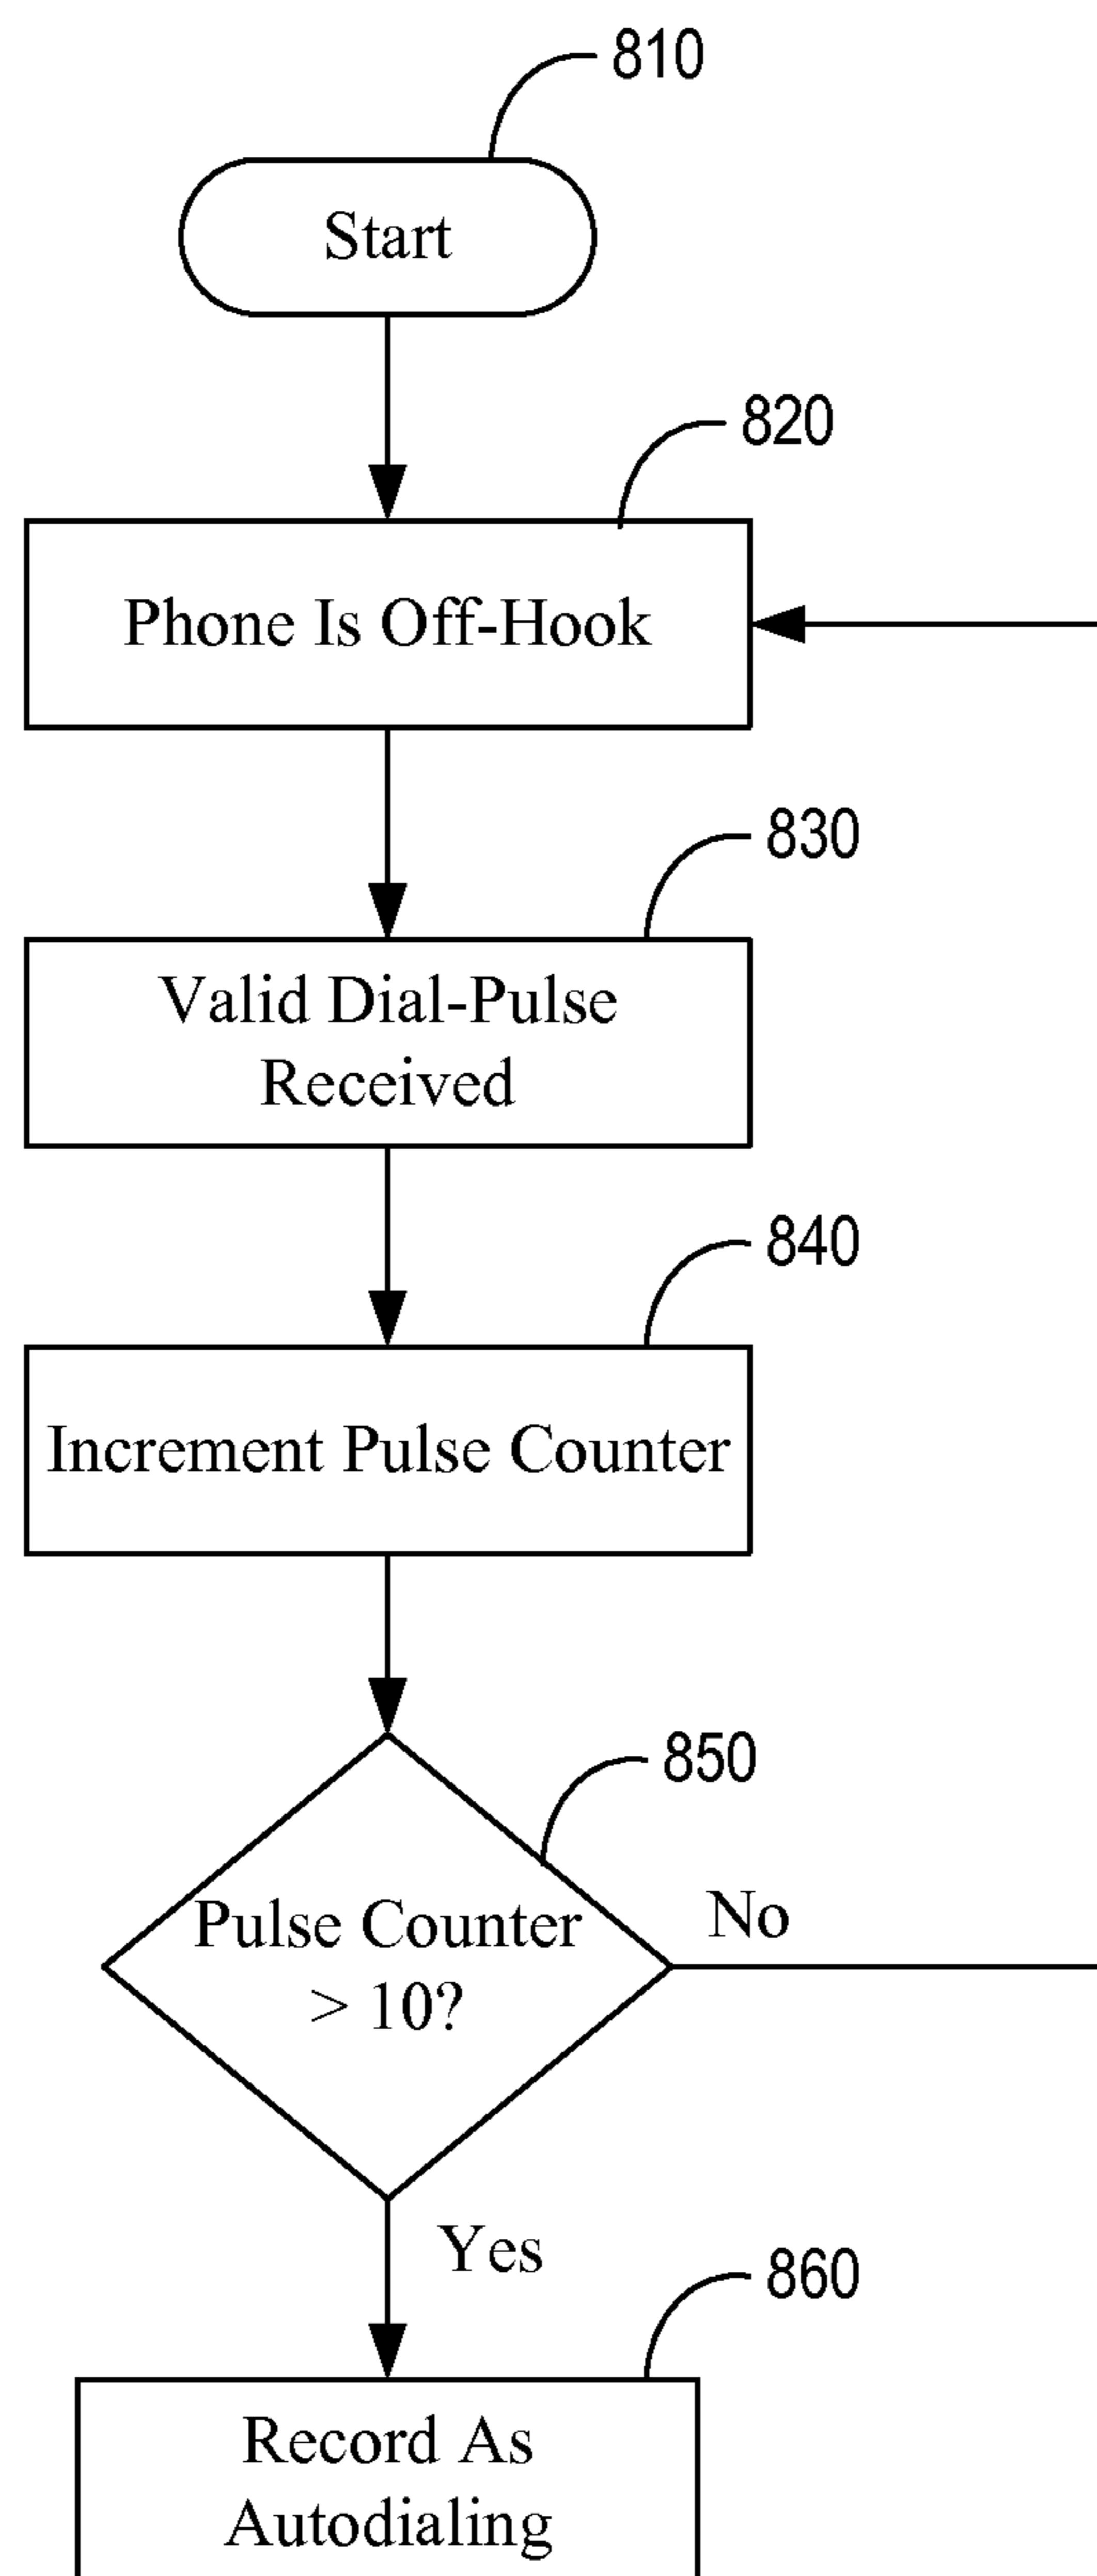 810
Start
820
Phone Is Off-Hook
830
Valid Dial-Pulse
Received
840
Increment Pulse Counter
850
Pulse Counter
> 10?
No
Yes
860
Record As
Autodialing